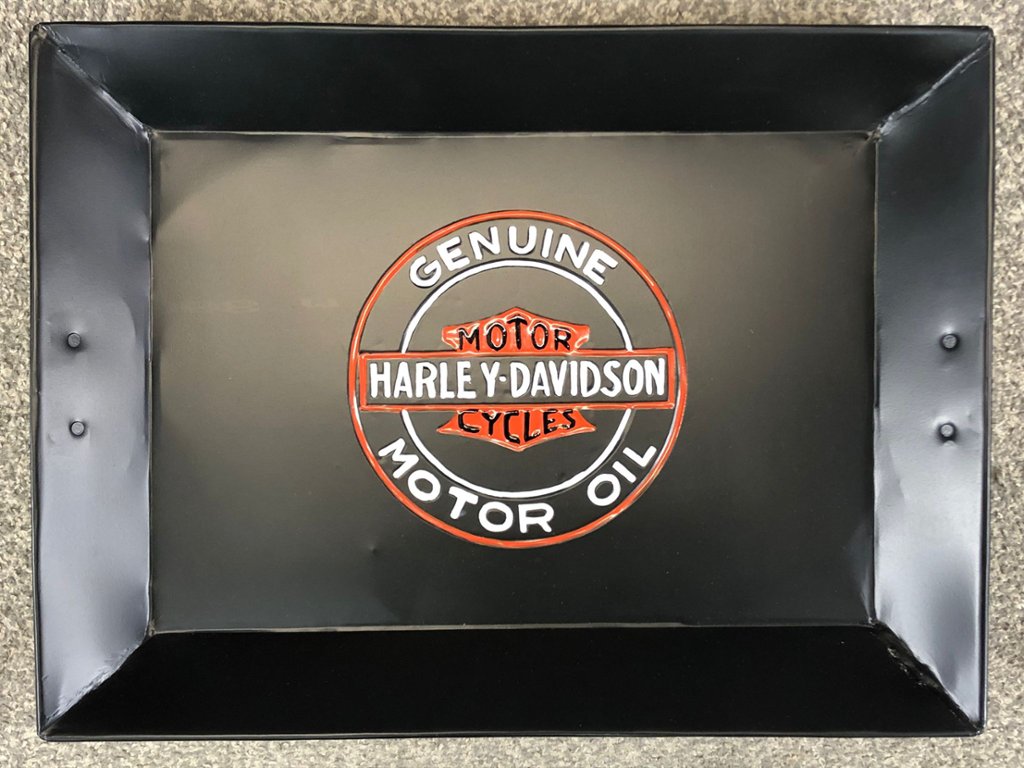 GENUINE
MOTOR
HARLEY·DAVIDSON
CYCLES
MOTOR OIL